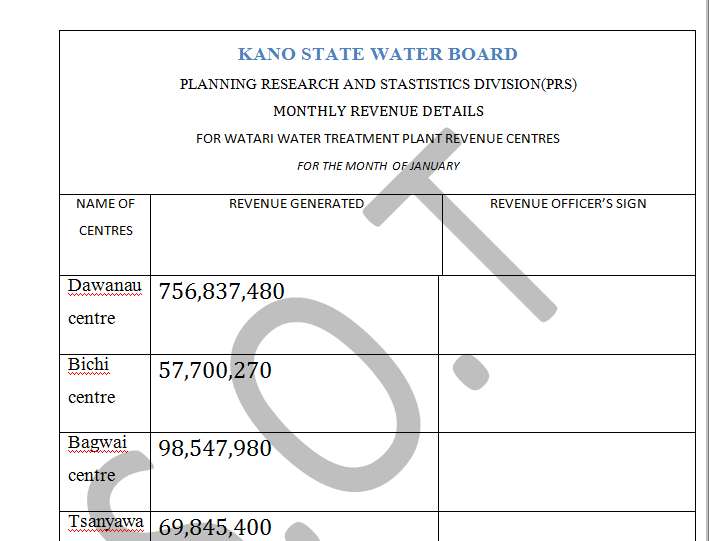 KANO STATE WATER BOARD
PLANNING RESEARCH AND STASTISTICS DIVISION(PRS)
MONTHLY REVENUE DETAILS
FOR WATARI WATER TREATMENT PLANT REVENUE CENTRES
FOR THE MONTH OF JANUARY
NAME OF CENTRES REVENUE GENERATED REVENUE OFFICER'S SIGN
Dawanau centre 756,837,480
Bichi centre 57,700,270
Bagwai centre 98,547,980
Tsanyawa 69,845,400
S.O.T